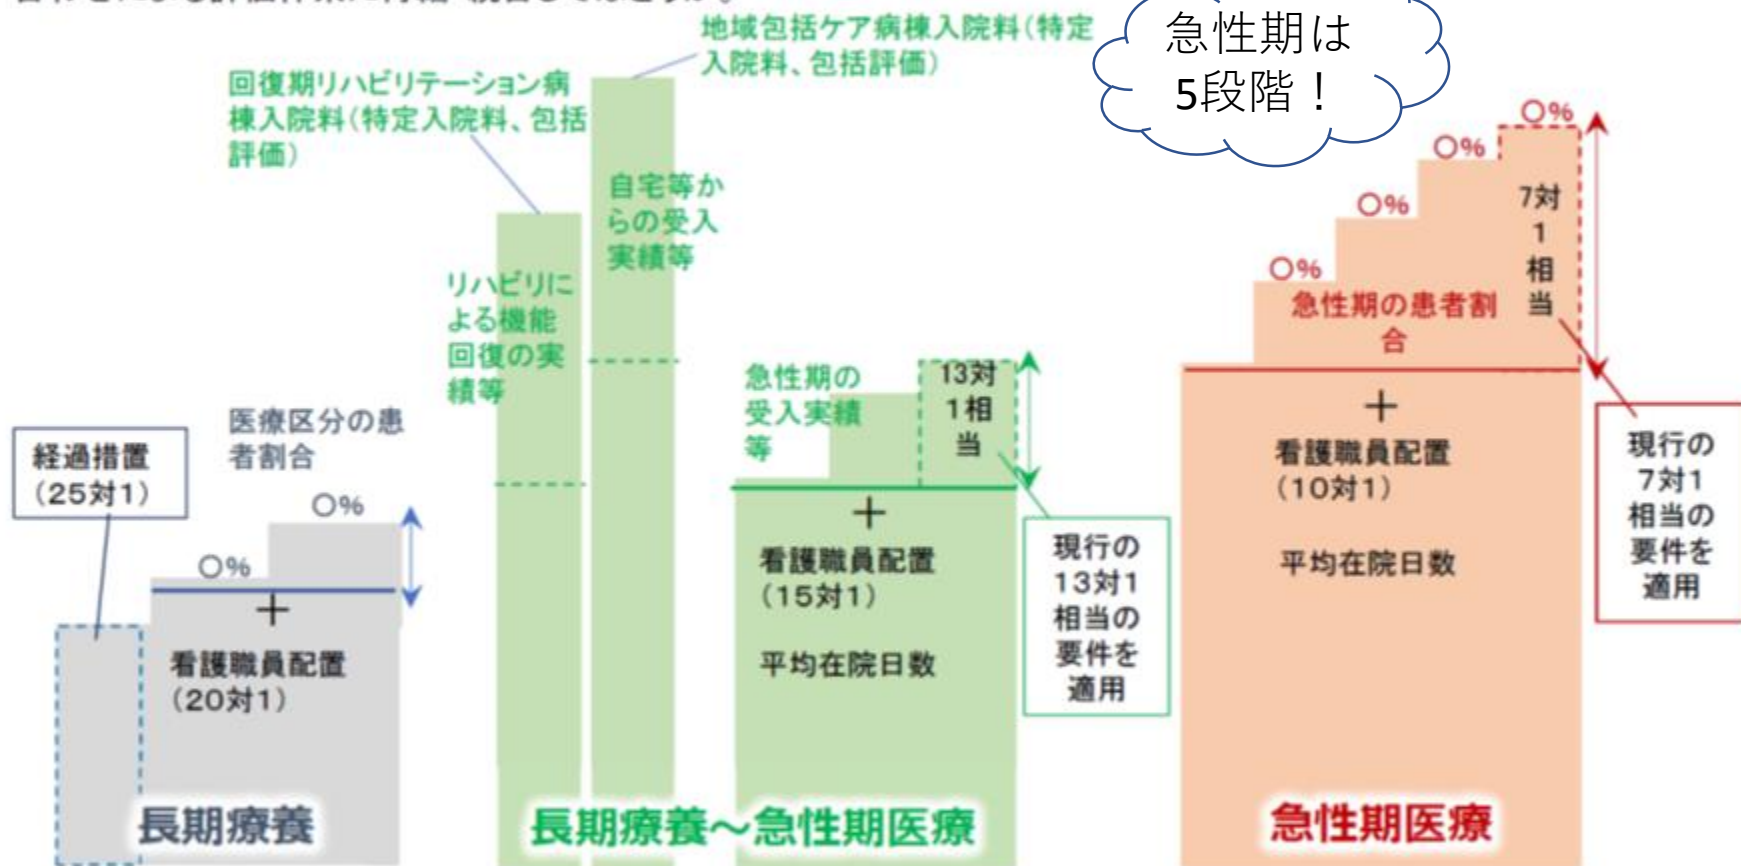 地域包括ケア病棟入院料(特定
入院料、包括評価)
急性期は
5段階！
回復期リハビリテーション病
棟入院料(特定入院料、包括
評価)
自宅等か
らの受入
実績等
リハビリに
よる機能
回復の実
績等
医療区分の患
者割合
経過措置
(25対1)
〇%
〇%
+
看護職員配置
(20対1)
長期療養
急性期の
受入実績
等
13対
1相
当
+
看護職員配置
(15対1)
平均在院日数
現行の
13対1
相当の
要件を
適用
長期療養～急性期医療
〇%
〇%
〇%
〇%
7対
1
相
当
急性期の患者割
合
+
看護職員配置
(10対1)
平均在院日数
現行の
7対1
相当の
要件を
適用
急性期医療